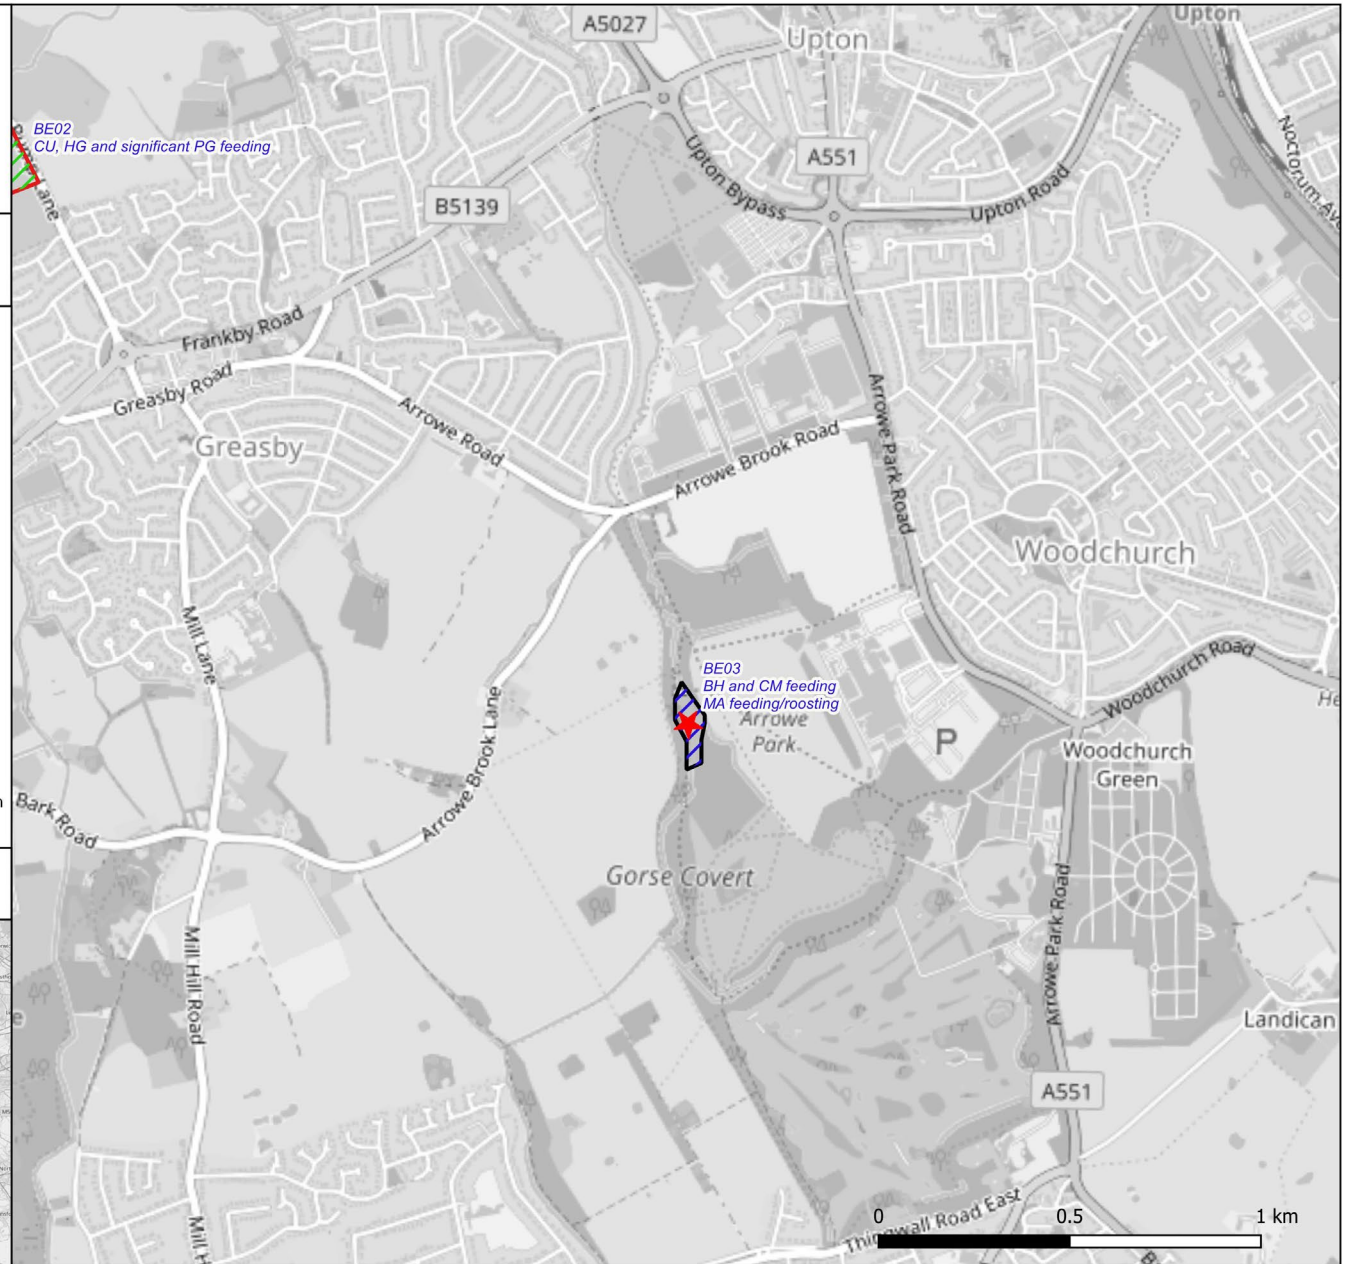 A5027
Upton
Upton
BE02
CU, HG and significant PG feeding
A551
Noctorum Ave
Upton Bypass
B5139
Upton Road
Frankby Road
Greasby Road
Arrowe Road
Greasby
Arrowe Park Road
Arrowe Brook Road
Woodchurch
Mill Lane
Woodchurch Road
BE03
BH and CM feeding
MA feeding/roosting
He
Arrowe
Park
P
Arrowe Brook Lane
Woodchurch
Green
Bark Road
Gorse Covert
Arrowe Park Road
Mill Hill Road
Landican
A551
Thingwall Road East
0 0.5 1 km
Mill H